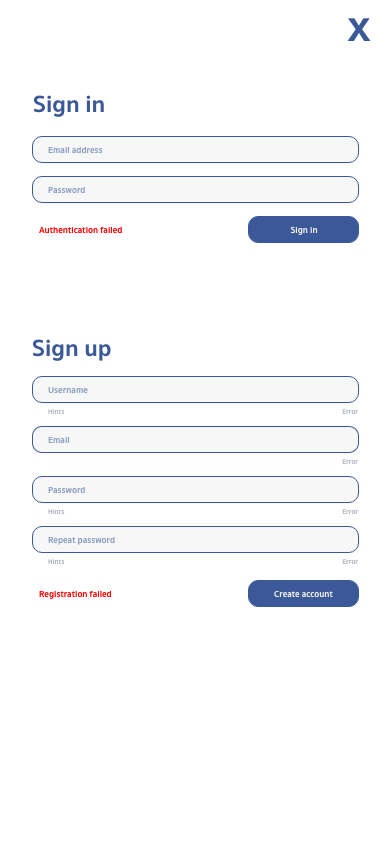 X
Sign in
Email address
Password
Authentication failed Sign in
Sign up
Username
Hints Error
Email
Error
Password
Hints Error
Repeat password
Hints Error
Registration failed Create account